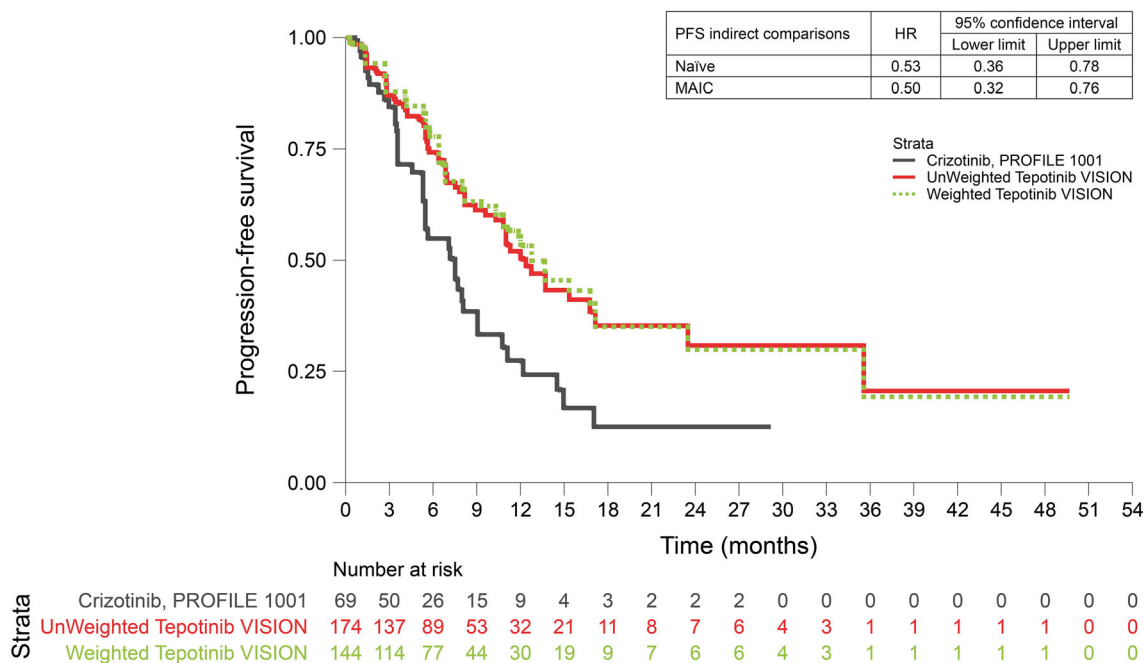 PFS indirect comparisons HR 95% confidence interval
Lower limit Upper limit
Naïve 0.53 0.36 0.78
MAIC 0.50 0.32 0.76
Strata
Crizotinib, PROFILE 1001
UnWeighted Tepotinib VISION
Weighted Tepotinib VISION
Progression-free survival
1.00
0.75
0.50
0.25
0.00
0 3 6 9 12 15 18 21 24 27 30 33 36 39 42 45 48 51 54
Time (months)
Number at risk
Strata
Crizotinib, PROFILE 1001 69 50 26 15 9 4 3 2 2 2 0 0 0 0 0 0 0 0 0
UnWeighted Tepotinib VISION 174 137 89 53 32 21 11 8 7 6 4 3 1 1 1 1 1 0 0
Weighted Tepotinib VISION 144 114 77 44 30 19 9 7 6 6 4 3 1 1 1 1 1 0 0